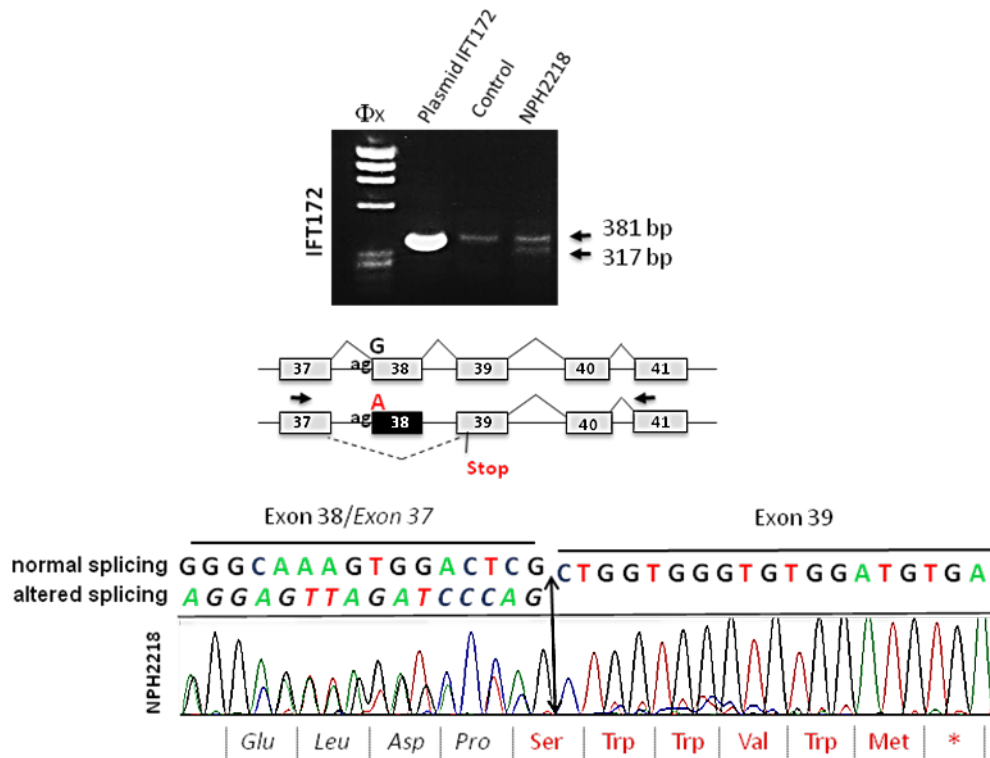 Φx Plasmid IFT172 Control NPH2218
IFT172
381 bp
317 bp
G
37 ag 38 39 40 41
A
37 ag 38 39 40 41
Stop
Exon 38/Exon 37 Exon 39
normal splicing GGGCAAAGTGGACTCG CTGGTGGGTGTGGATGTGA
altered splicing AGGAGTTAGATCCCAG
NPH2218
Glu Leu Asp Pro Ser Trp Trp Val Trp Met *